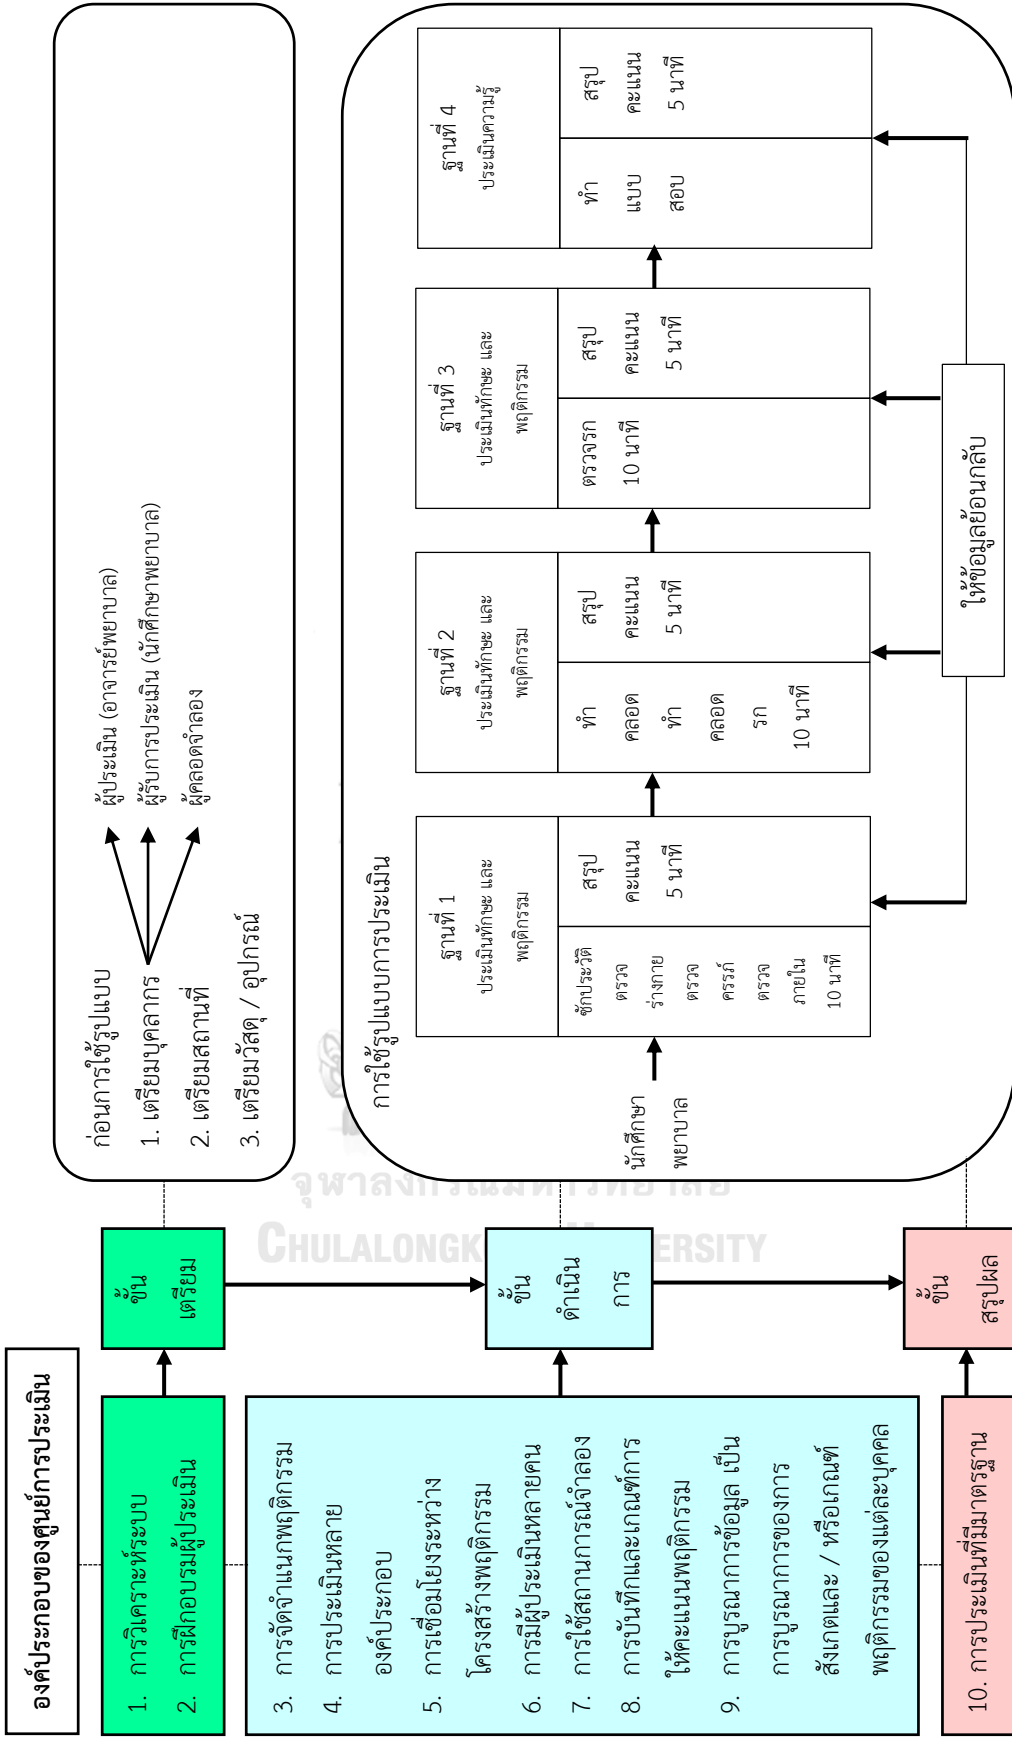 องค์ประกอบของศูนย์การประเมิน
1. การวิเคราะห์ระบบ
2. การฝึกอบรมผู้ประเมิน
3. การจัดจำแนกพฤติกรรม
4. การประเมินหลาย
องค์ประกอบ
5. การเชื่อมโยงระหว่าง
โครงสร้างพฤติกรรม
6. การมีผู้ประเมินหลายคน
7. การใช้สถานการณ์จำลอง
8. การบันทึกและเกณฑ์การ
ให้คะแนนพฤติกรรม
9. การบูรณาการข้อมูล เป็น
การบูรณาการของการ
สังเกตและ / หรือเกณฑ์
พฤติกรรมของแต่ละบุคคล
10. การประเมินที่มีมาตรฐาน
ขั้น
เตรียม
ขั้น
ดำเนิน
การ
ขั้น
สรุปผล
ก่อนการใช้รูปแบบ
1. เตรียมบุคลากร
2. เตรียมสถานที่
3. เตรียมวัสดุ / อุปกรณ์
ผู้ประเมิน (อาจารย์พยาบาล)
ผู้รับการประเมิน (นักศึกษาพยาบาล)
ผู้คลอดจำลอง
การใช้รูปแบบการประเมิน
นักศึกษา
พยาบาล
ฐานที่ 1
ประเมินทักษะ และ
พฤติกรรม
ซักประวัติ
ตรวจ
ร่างกาย
ตรวจ
ครรภ์
ตรวจ
ภายใน
10 นาที
สรุป
คะแนน
5 นาที
ฐานที่ 2
ประเมินทักษะ และ
พฤติกรรม
ทำ
คลอด
ทำ
คลอด
รก
10 นาที
สรุป
คะแนน
5 นาที
ฐานที่ 3
ประเมินทักษะ และ
พฤติกรรม
ตรวจรก
10 นาที
สรุป
คะแนน
5 นาที
ฐานที่ 4
ประเมินความรู้
ทำ
แบบ
สอบ
สรุป
คะแนน
5 นาที
ให้ข้อมูลย้อนกลับ
จุฬาลงกรณ์มหาวิทยาลัย